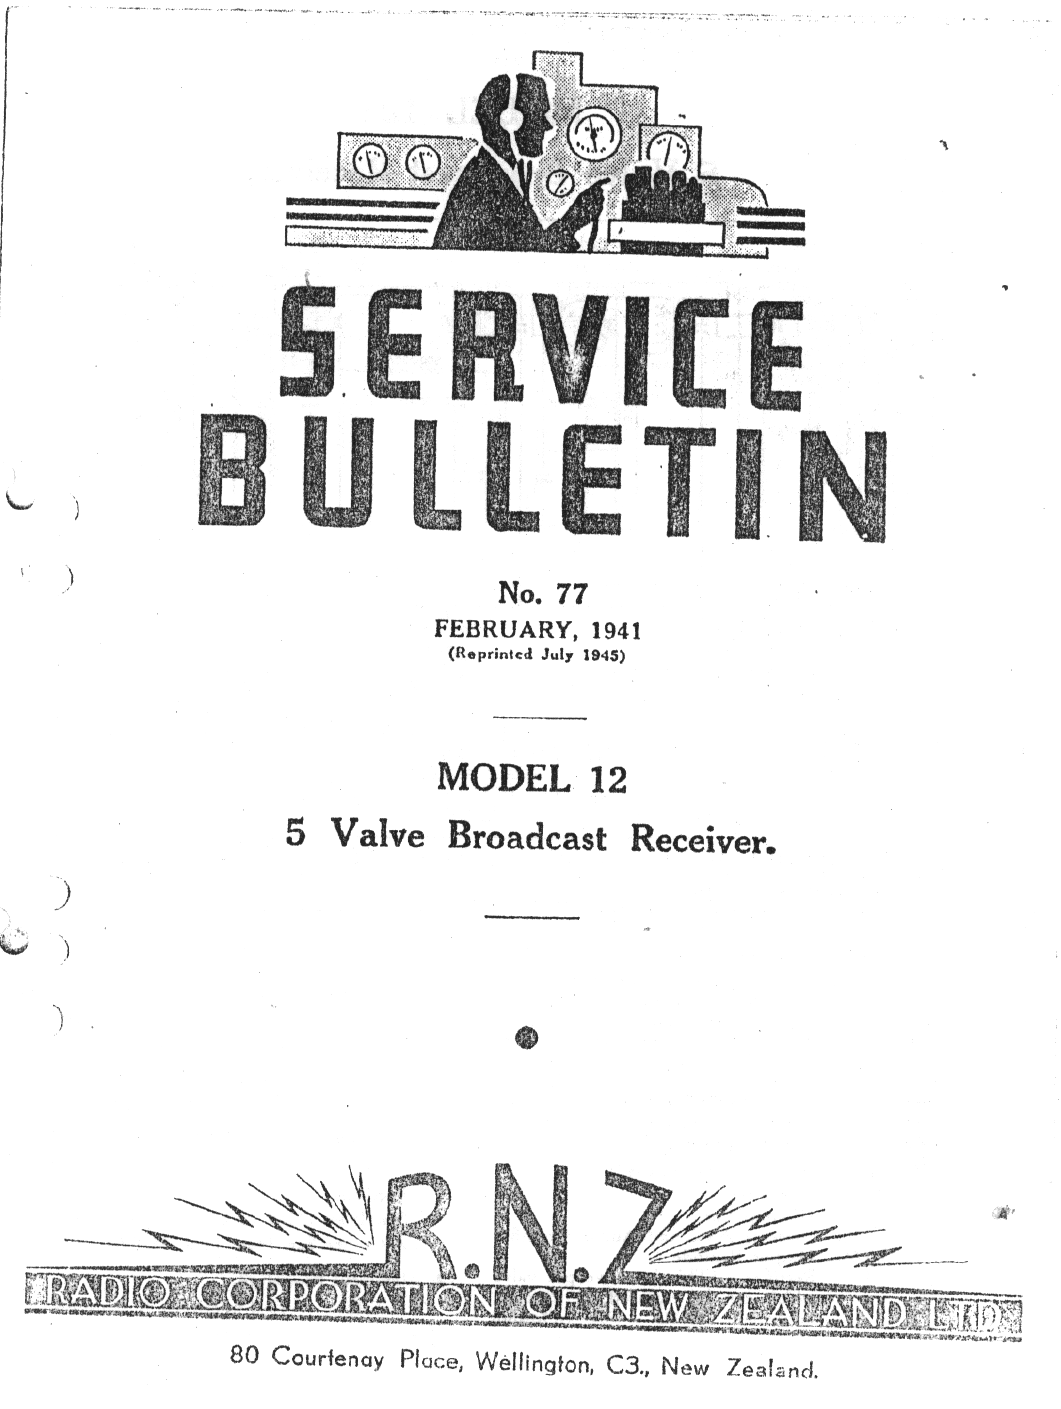 SERVICE
BULLETIN
No. 77
FEBRUARY, 1941
(Reprinted July 1945)
MODEL 12
5 Valve Broadcast Receiver.
R.N.Z
RADIO CORPORATION OF NEW ZEALAND LTD.
80 Courtenay Place, Wellington, C3., New Zealand.